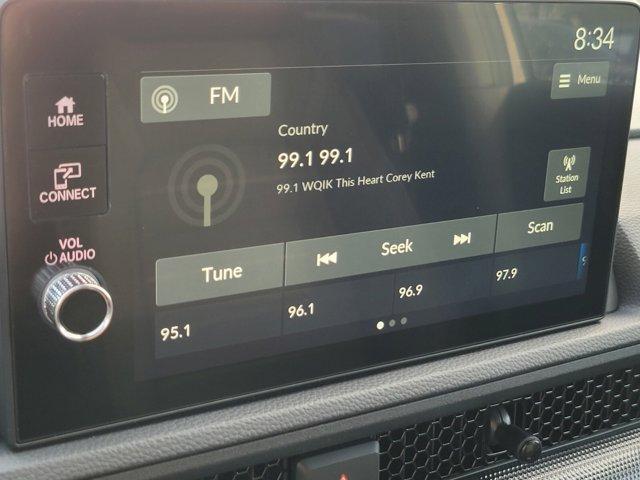 8:34
FM
Menu
HOME
Country
99.1 99.1
99.1 WQIK This Heart Corey Kent
Station
List
CONNECT
VOL
AUDIO
Tune
Seek
Scan
95.1
96.1
96.9
97.9